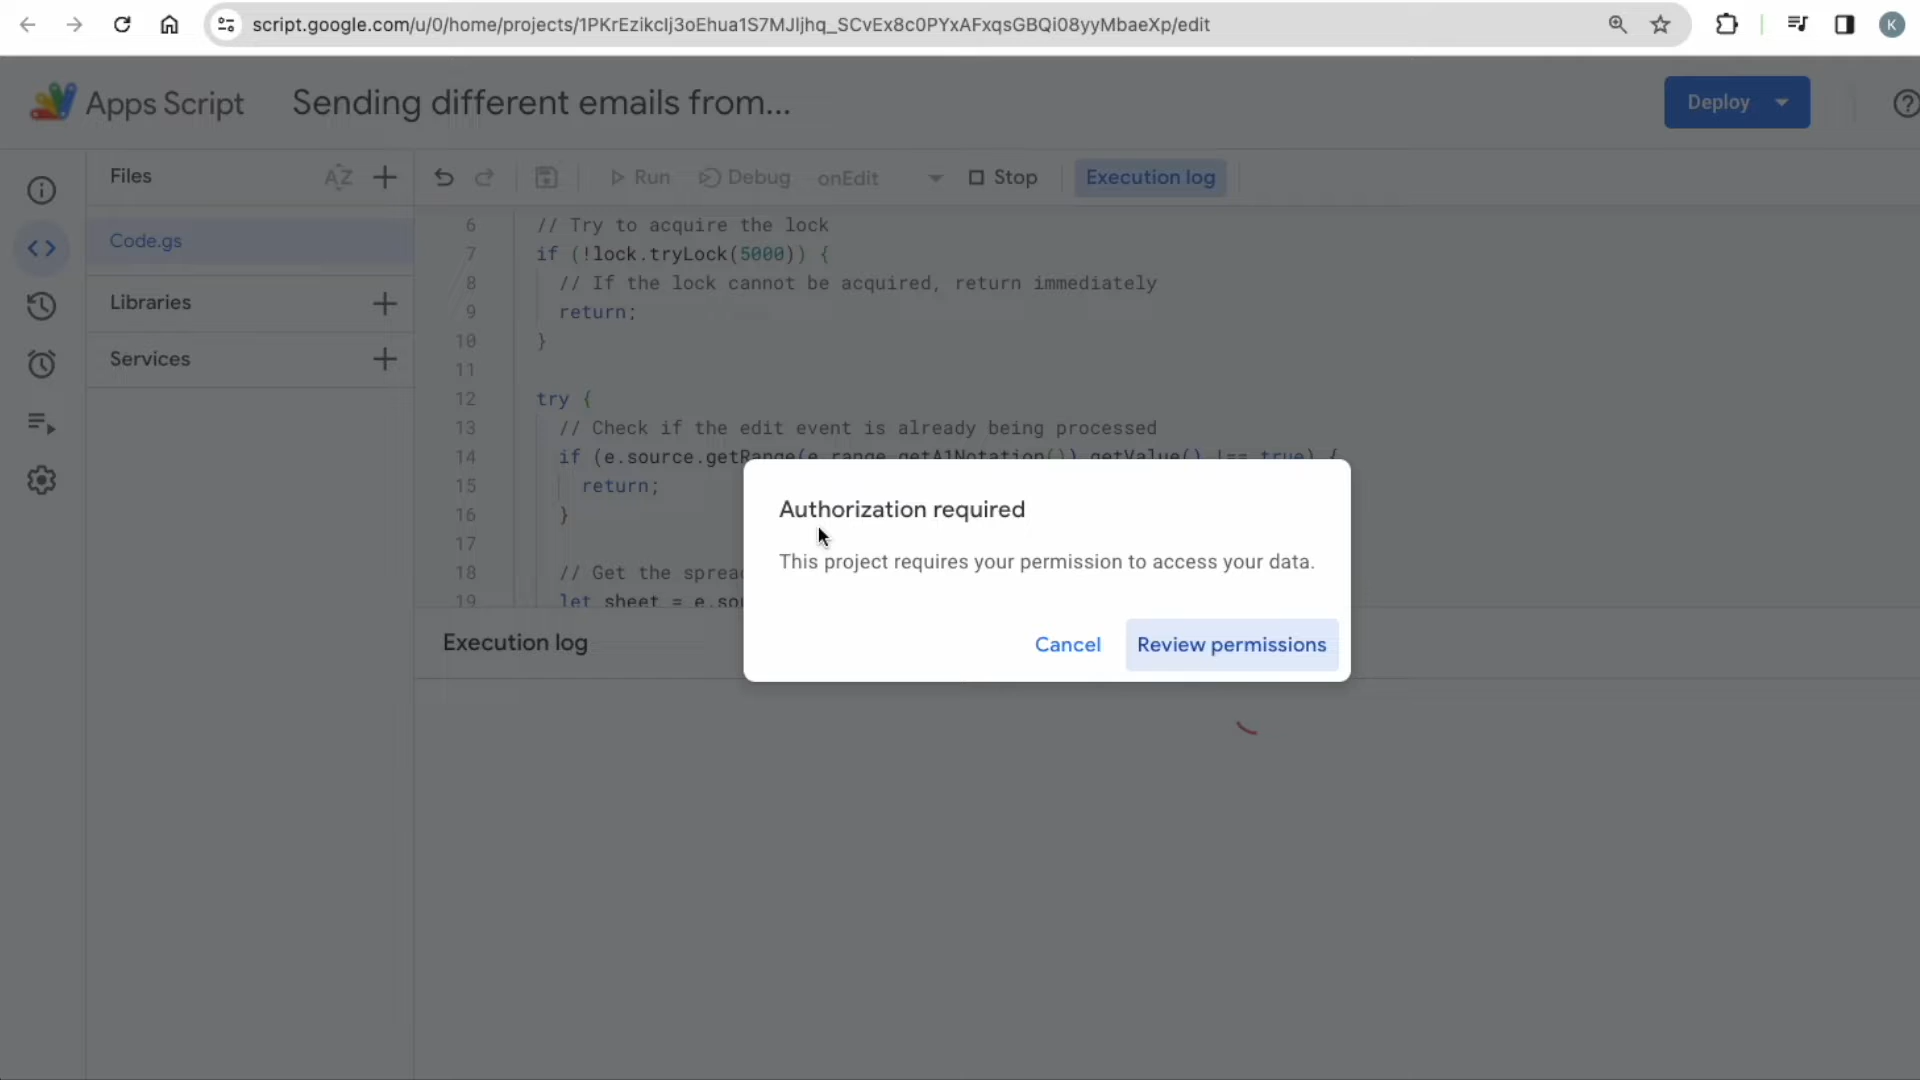 script.google.com/u/0/home/projects/1PKrEzikcIj3oEhua1S7MJIjhq_SCvEx8c0PYxAFxqsGBQi08yyMbaeXp/edit
K
Apps Script
Sending different emails from...
Deploy
Files
AZ
Run
Debug
onEdit
Stop
Execution log
Code.gs
Libraries
Services
6 // Try to acquire the lock
7 if (!lock.tryLock(5000)) {
8 // If the lock cannot be acquired, return immediately
9 return;
10 }
11
12 try {
13 // Check if the edit event is already being processed
14 if (e.source.getRange(e.range.getA1Notation()).getValue() !== true) {
15 return;
16 }
17
18 // Get the sprea
19 let sheet = e.sou
Authorization required
This project requires your permission to access your data.
Cancel
Review permissions
Execution log